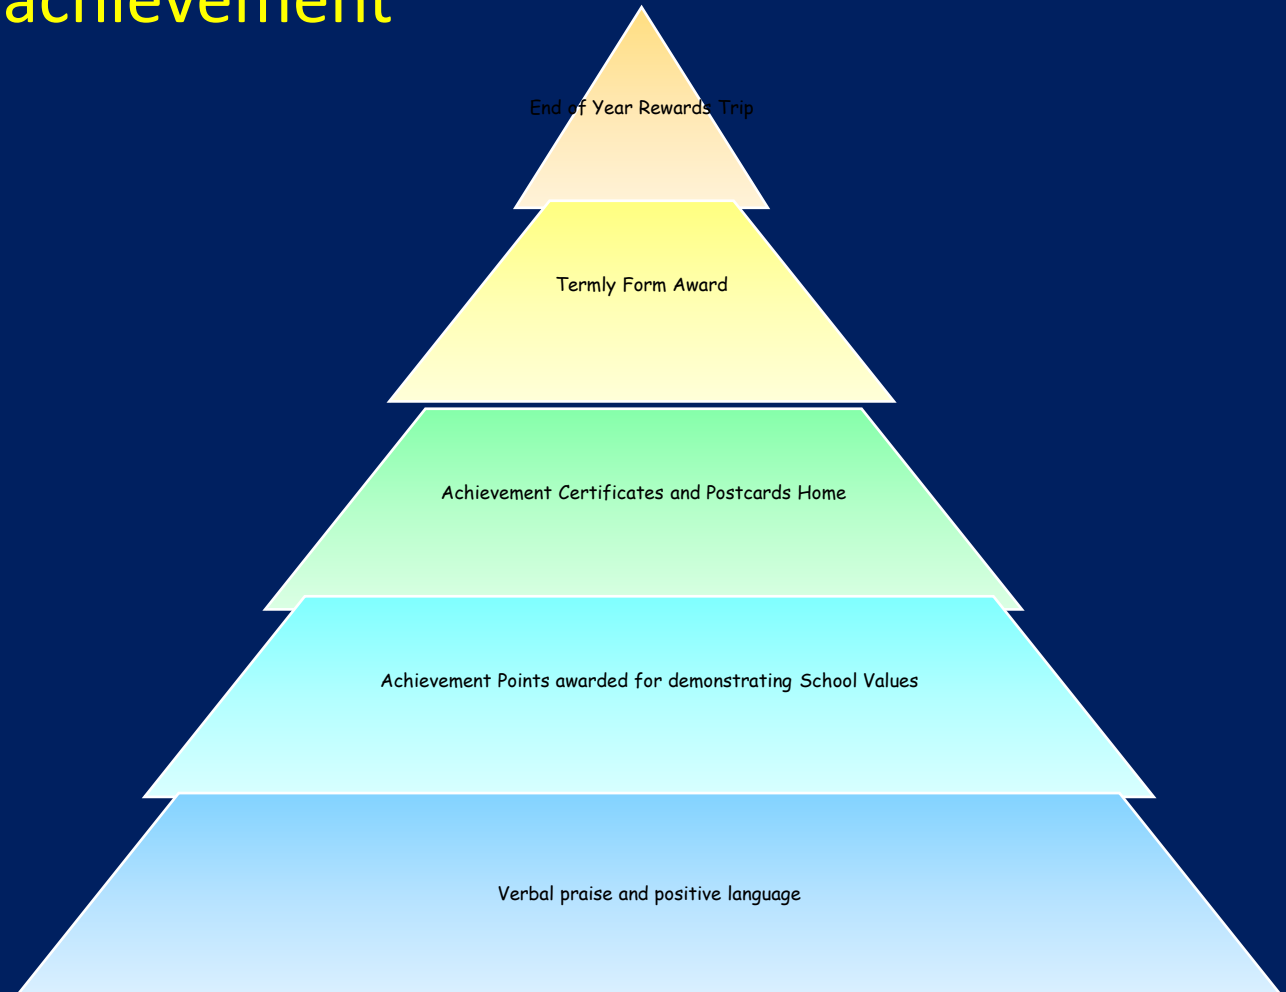 achievement
End of Year Rewards Trip
Termly Form Award
Achievement Certificates and Postcards Home
Achievement Points awarded for demonstrating School Values
Verbal praise and positive language